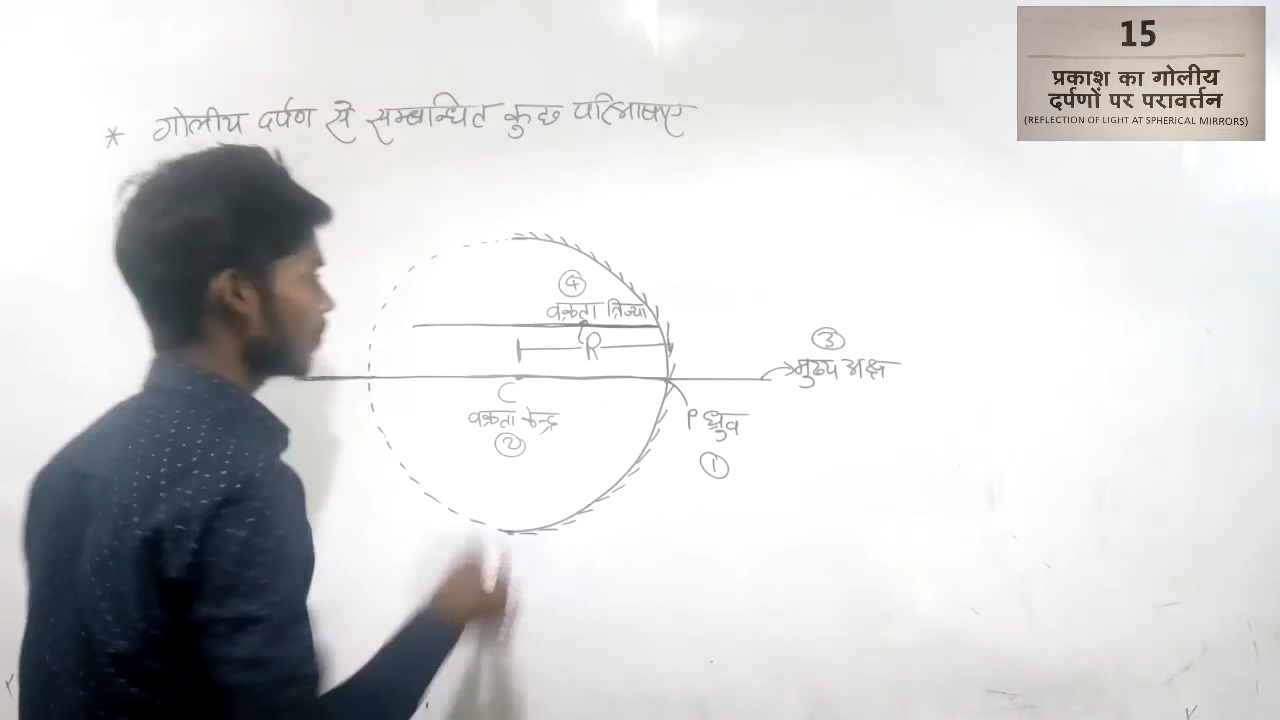 15
प्रकाश का गोलीय
दर्पणों पर परावर्तन
(REFLECTION OF LIGHT AT SPHERICAL MIRRORS)
* गोलीय दर्पण से सम्बन्धित कुछ परिभाषाए
④
वक्रता त्रिज्या
R
③
मुख्य अक्ष
C
वक्रता केन्द्र
②
P ध्रुव
①